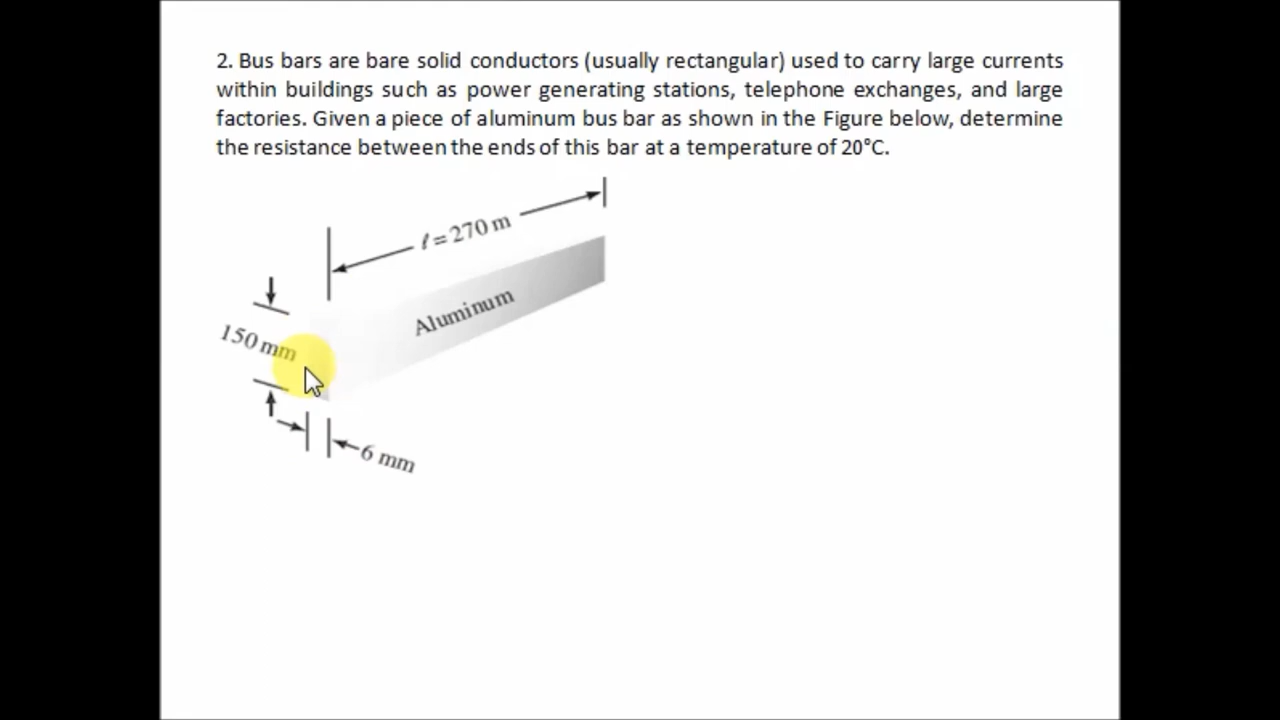 2. Bus bars are bare solid conductors (usually rectangular) used to carry large currents
within buildings such as power generating stations, telephone exchanges, and large
factories. Given a piece of aluminum bus bar as shown in the Figure below, determine
the resistance between the ends of this bar at a temperature of 20°C.
ℓ = 270 m
Aluminum
150 mm
6 mm